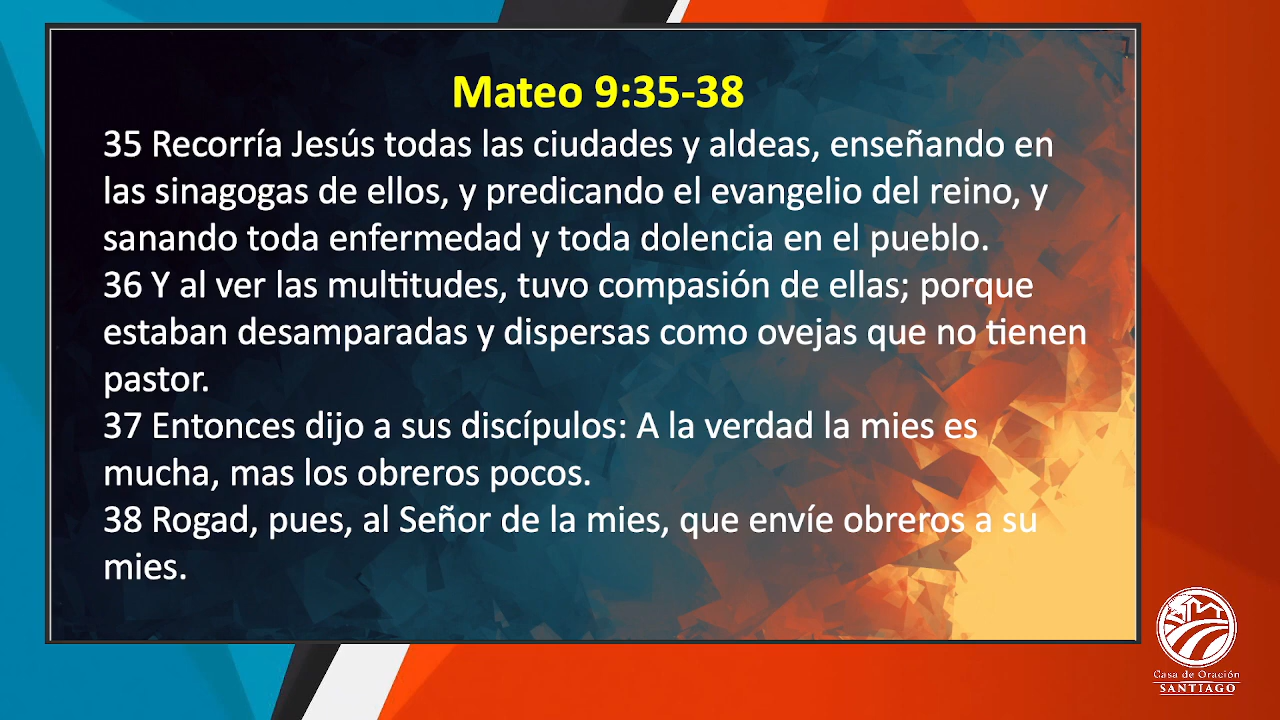 Mateo 9:35-38
35 Recorría Jesús todas las ciudades y aldeas, enseñando en
las sinagogas de ellos, y predicando el evangelio del reino, y
sanando toda enfermedad y toda dolencia en el pueblo.
36 Y al ver las multitudes, tuvo compasión de ellas; porque
estaban desamparadas y dispersas como ovejas que no tienen
pastor.
37 Entonces dijo a sus discípulos: A la verdad la mies es
mucha, mas los obreros pocos.
38 Rogad, pues, al Señor de la mies, que envíe obreros a su
mies.
Casa de Oración
SANTIAGO